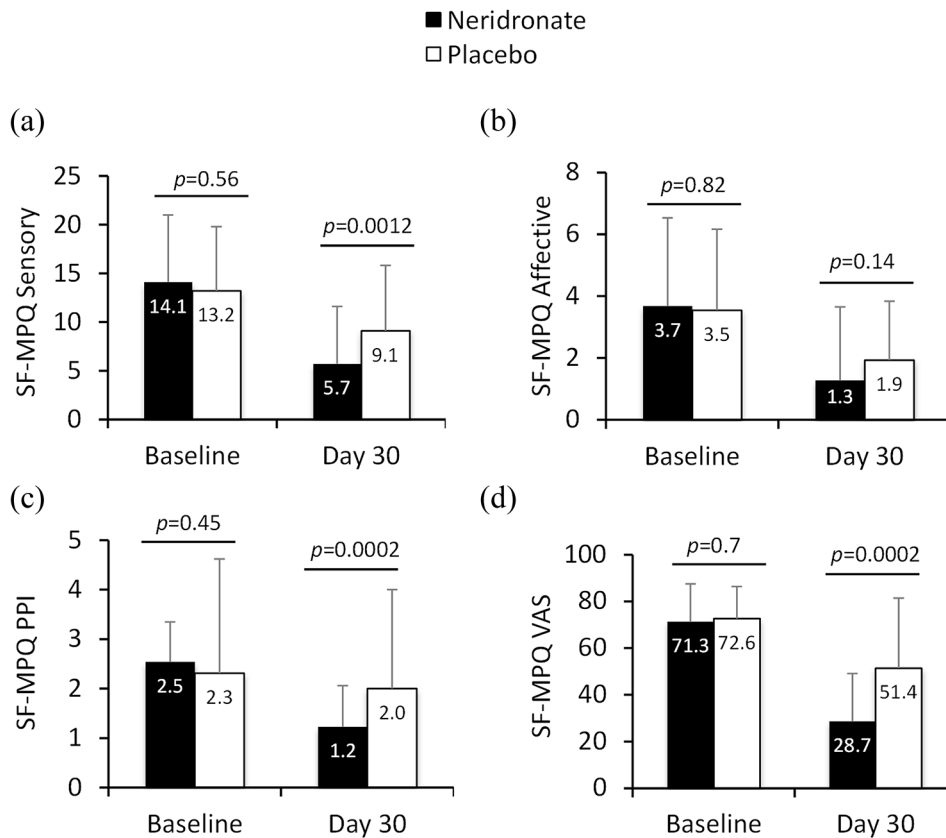 Neridronate
Placebo
(a)
SF-MPQ Sensory
25
20
15
10
5
0
p=0.56
p=0.0012
14.1
13.2
5.7
9.1
Baseline
Day 30
(b)
SF-MPQ Affective
8
6
4
2
0
p=0.82
p=0.14
3.7
3.5
1.3
1.9
Baseline
Day 30
(c)
SF-MPQ PPI
5
4
3
2
1
0
p=0.45
p=0.0002
2.5
2.3
1.2
2.0
Baseline
Day 30
(d)
SF-MPQ VAS
100
80
60
40
20
0
p=0.7
p=0.0002
71.3
72.6
28.7
51.4
Baseline
Day 30